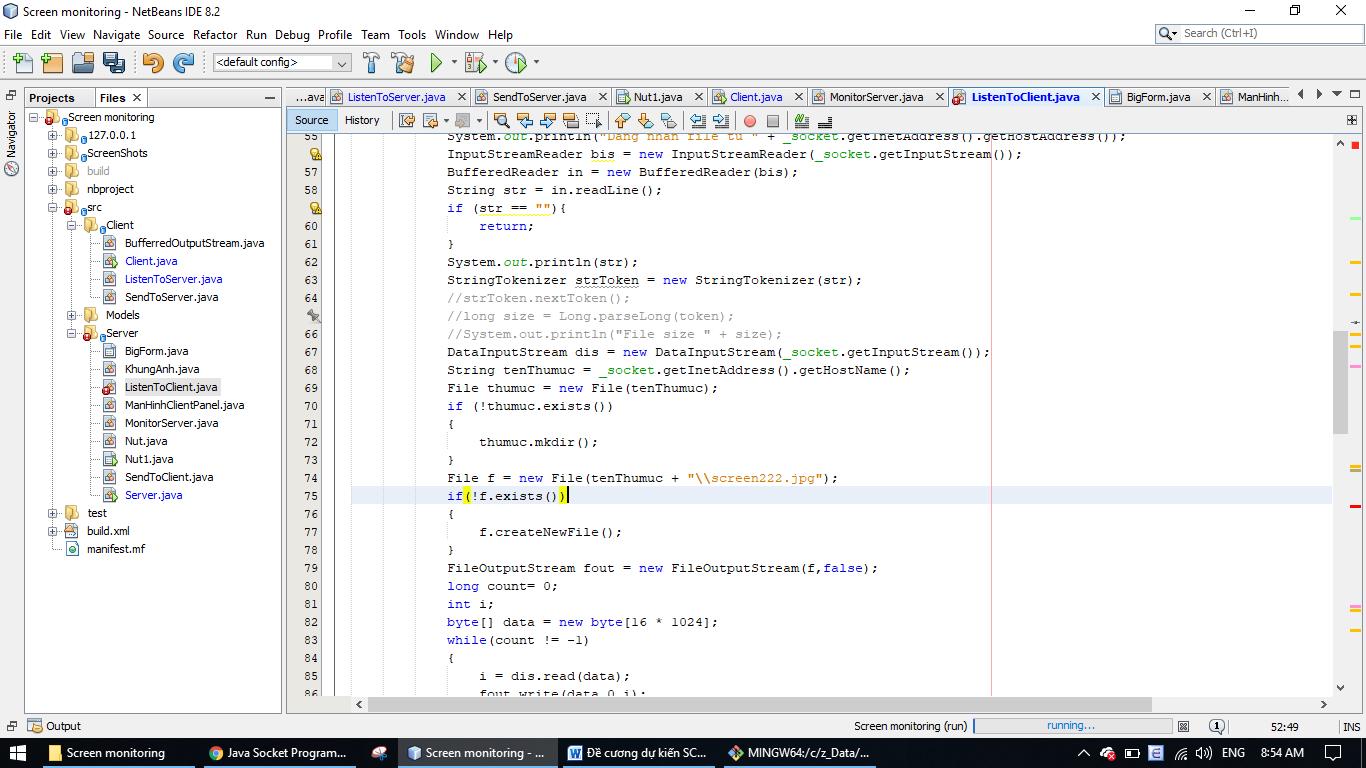 Screen monitoring - NetBeans IDE 8.2
File Edit View Navigate Source Refactor Run Debug Profile Team Tools Window Help
Search (Ctrl+I)
<default config>
Projects Files
Navigator
Screen monitoring
127.0.0.1
ScreenShots
build
nbproject
src
Client
BufferredOutputStream.java
Client.java
ListenToServer.java
SendToServer.java
Models
Server
BigForm.java
KhungAnh.java
ListenToClient.java
ManHinhClientPanel.java
MonitorServer.java
Nut.java
Nut1.java
SendToClient.java
Server.java
test
build.xml
manifest.mf
...ava ListenToServer.java SendToServer.java Nut1.java Client.java MonitorServer.java ListenToClient.java BigForm.java ManHin...
Source History
55 System.out.println("Dang nhan file tu " + _socket.getInetAddress().getHostAddress());
InputStreamReader bis = new InputStreamReader(_socket.getInputStream());
57 BufferedReader in = new BufferedReader(bis);
58 String str = in.readLine();
if (str == ""){
60 return;
61 }
62 System.out.println(str);
63 StringTokenizer strToken = new StringTokenizer(str);
64 //strToken.nextToken();
//long size = Long.parseLong(token);
66 //System.out.println("File size " + size);
67 DataInputStream dis = new DataInputStream(_socket.getInputStream());
68 String tenThumuc = _socket.getInetAddress().getHostName();
69 File thumuc = new File(tenThumuc);
70 if (!thumuc.exists())
71 {
72 thumuc.mkdir();
73 }
74 File f = new File(tenThumuc + "\\screen222.jpg");
75 if(!f.exists())
76 {
77 f.createNewFile();
78 }
79 FileOutputStream fout = new FileOutputStream(f,false);
80 long count= 0;
81 int i;
82 byte[] data = new byte[16 * 1024];
83 while(count != -1)
84 {
85 i = dis.read(data);
86 fout.write(data,0,i);
Output
Screen monitoring (run) running... 1 52:49 INS
Screen monitoring Java Socket Program... Screen monitoring - ... Đề cương dự kiến SC... MINGW64:/c/z_Data/... ENG 8:54 AM